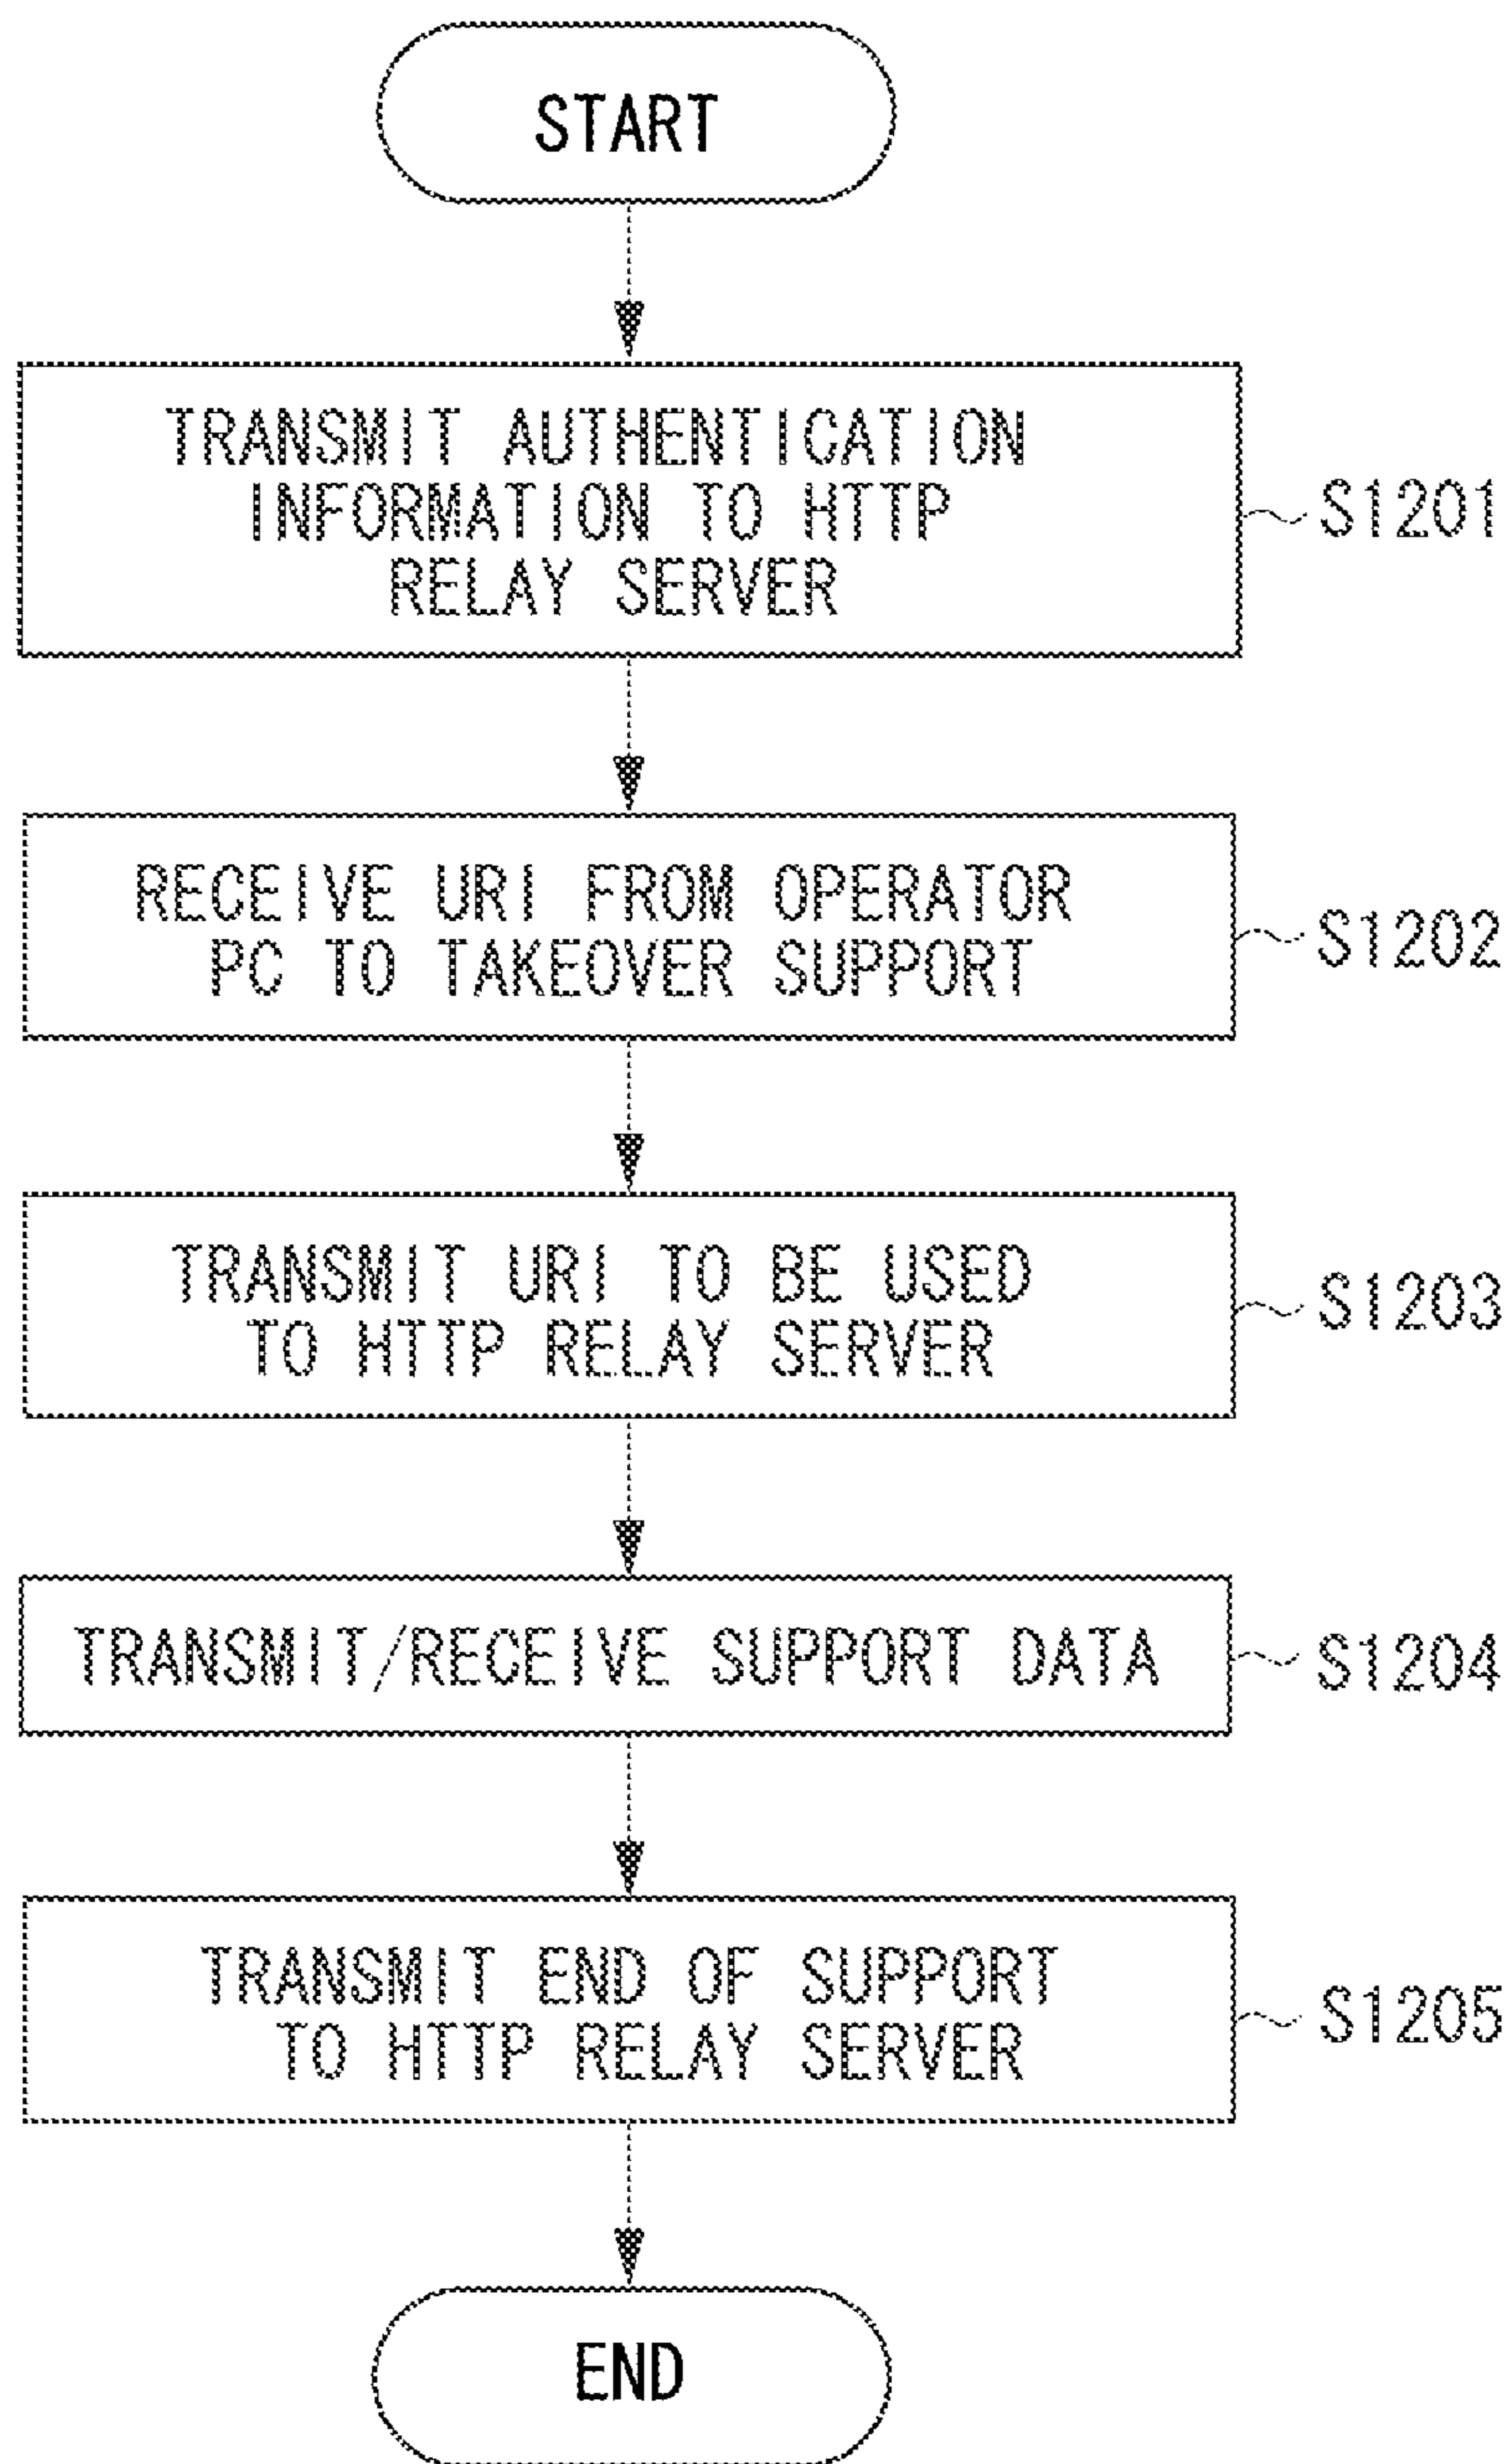 START
TRANSMIT AUTHENTICATION
INFORMATION TO HTTP
RELAY SERVER
S1201
RECEIVE URI FROM OPERATOR
PC TO TAKEOVER SUPPORT
S1202
TRANSMIT URI TO BE USED
TO HTTP RELAY SERVER
S1203
TRANSMIT/RECEIVE SUPPORT DATA
S1204
TRANSMIT END OF SUPPORT
TO HTTP RELAY SERVER
S1205
END